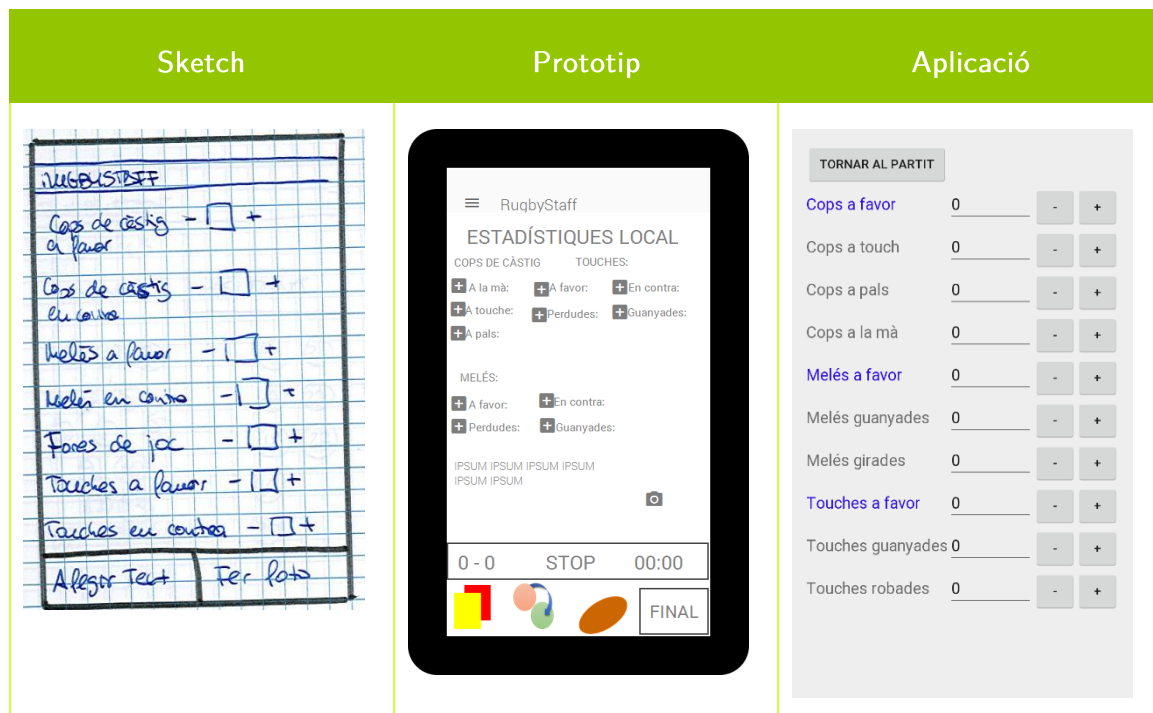 Sketch
Prototip
Aplicació
Cops de càstig - +
a favor
Cops de càstig - +
en contra
Melés a favor - +
Melés en contra - +
Fores de joc - +
Touches a favor - +
Touches en contra - +
Afegir Text
Fer foto
RugbyStaff
ESTADÍSTIQUES LOCAL
COPS DE CÀSTIG TOUCHES:
+ A la mà: + A favor: + En contra:
+ A touche: + Perdudes: + Guanyades:
+ A pals:
MELÉS:
+ A favor: + En contra:
+ Perdudes: + Guanyades:
IPSUM IPSUM IPSUM IPSUM
IPSUM IPSUM
0 - 0 STOP 00:00
FINAL
TORNAR AL PARTIT
Cops a favor 0 - +
Cops a touch 0 - +
Cops a pals 0 - +
Cops a la mà 0 - +
Melés a favor 0 - +
Melés guanyades 0 - +
Melés girades 0 - +
Touches a favor 0 - +
Touches guanyades 0 - +
Touches robades 0 - +